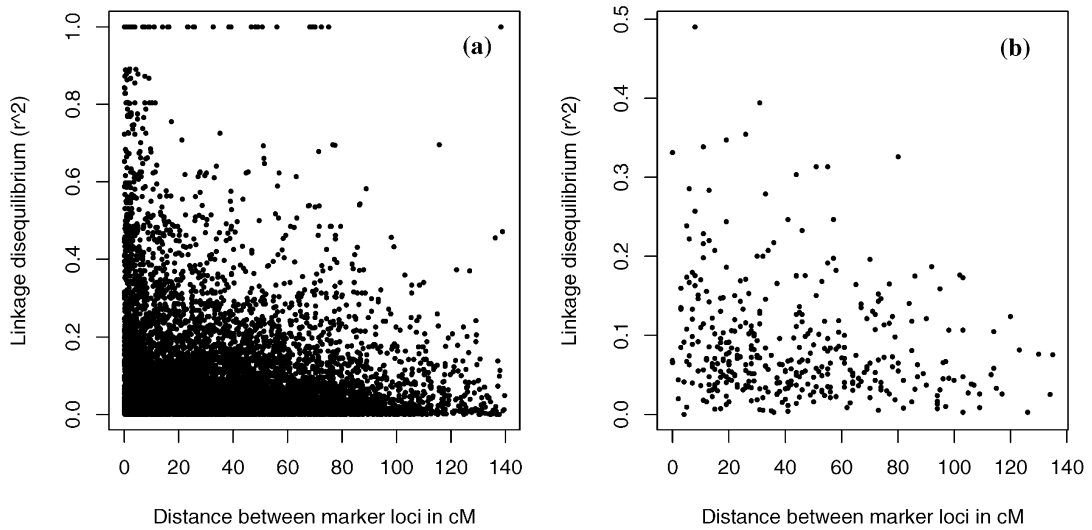 (a)
Linkage disequilibrium (r^2)
1.0
0.8
0.6
0.4
0.2
0.0
0 20 40 60 80 100 120 140
Distance between marker loci in cM
(b)
Linkage disequilibrium (r^2)
0.5
0.4
0.3
0.2
0.1
0.0
0 20 40 60 80 100 120 140
Distance between marker loci in cM